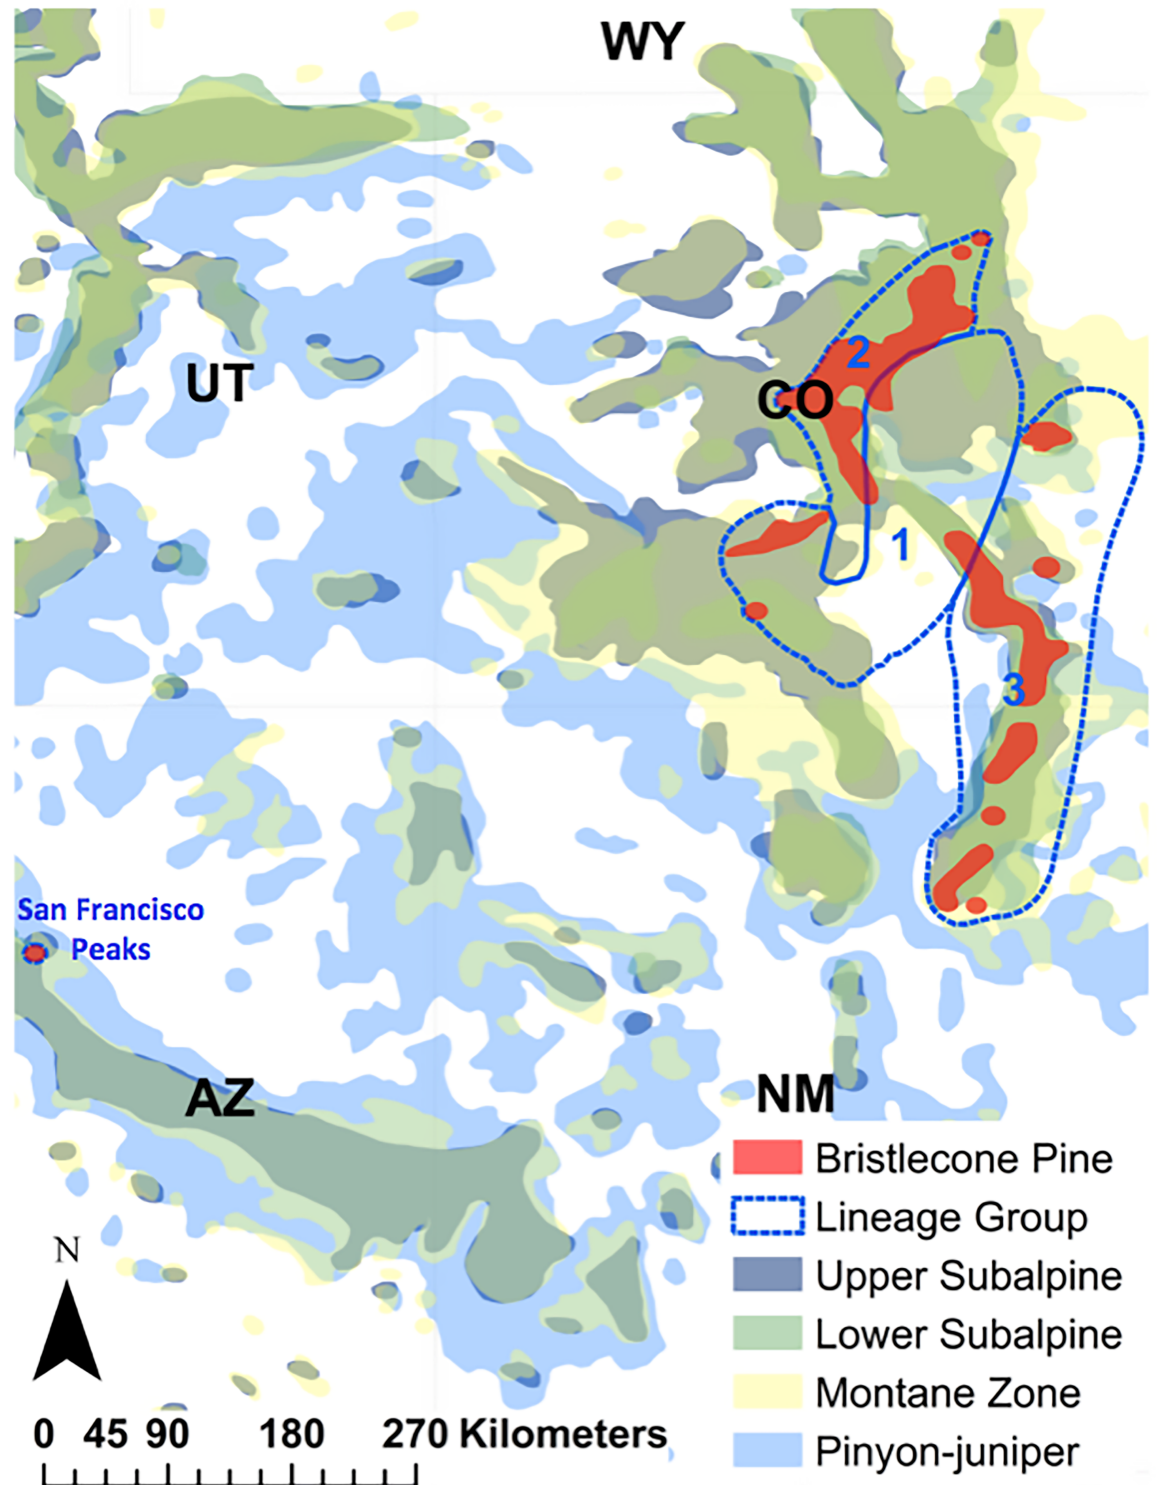 WY
UT
2
CO
1
3
San Francisco
Peaks
AZ
NM
Bristlecone Pine
Lineage Group
Upper Subalpine
Lower Subalpine
Montane Zone
Pinyon-juniper
N
0 45 90 180 270 Kilometers